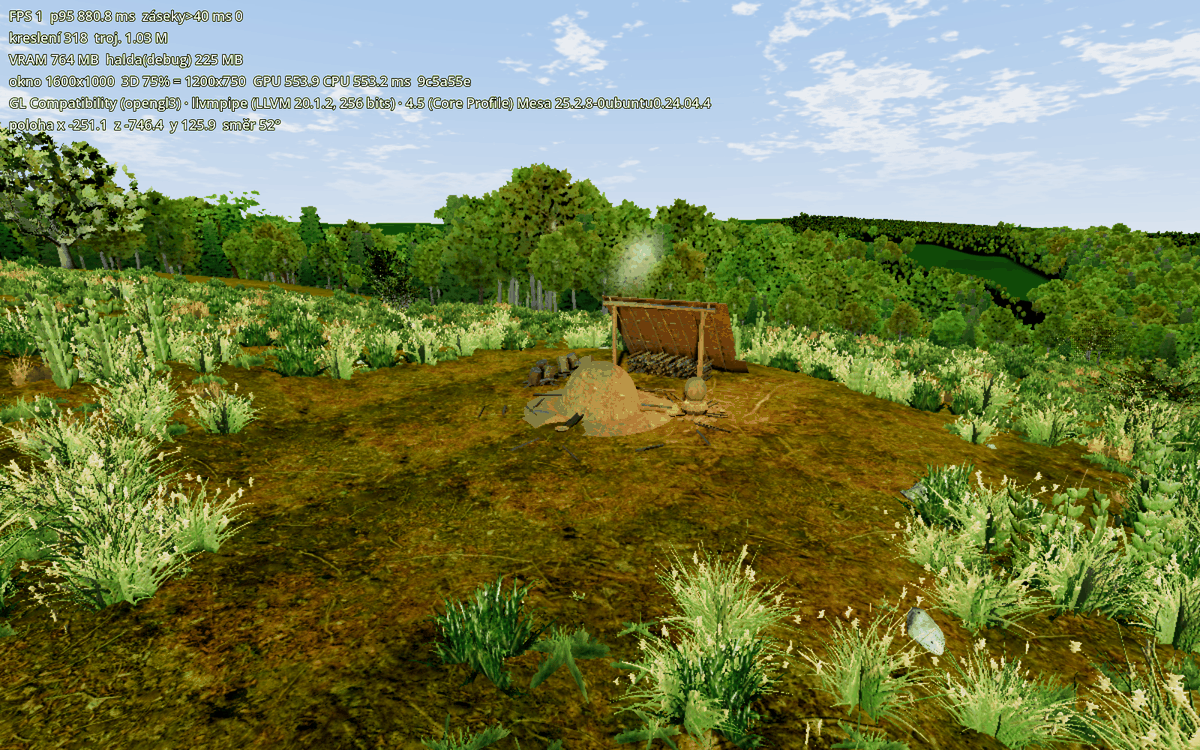 FPS 1 p95 880.8 ms záseky>40 ms 0
kreslení 318 troj. 1.03 M
VRAM 764 MB halda(debug) 225 MB
okno 1600x1000 3D 75% = 1200x750 GPU 553.9 CPU 553.2 ms 9c5a55e
GL Compatibility (opengl3) · llvmpipe (LLVM 20.1.2, 256 bits) · 4.5 (Core Profile) Mesa 25.2.8-0ubuntu0.24.04.4
poloha x -251.1 z -746.4 y 125.9 směr 52°